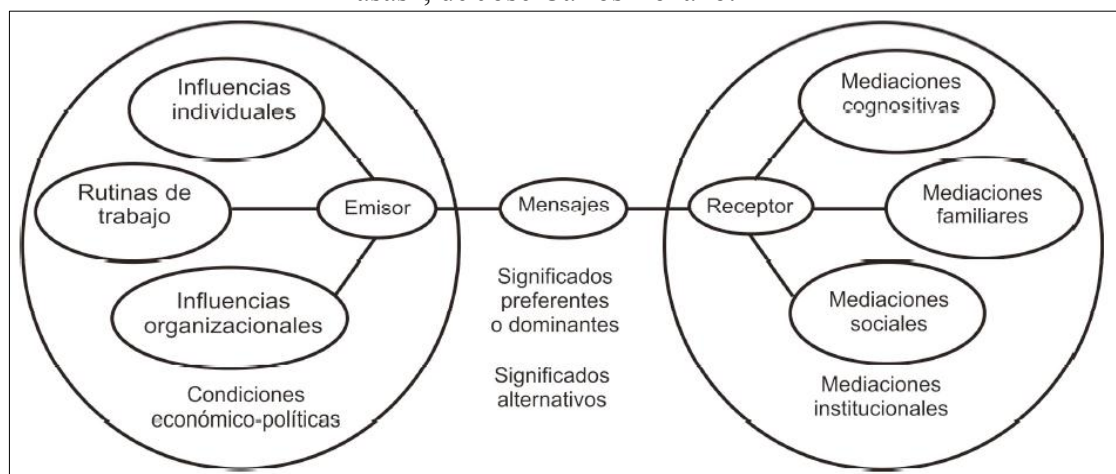 Influencias
individuales
Rutinas de
trabajo
Influencias
organizacionales
Condiciones
económico-políticas
Emisor
Mensajes
Significados
preferentes
o dominantes
Significados
alternativos
Receptor
Mediaciones
cognositivas
Mediaciones
familiares
Mediaciones
sociales
Mediaciones
institucionales